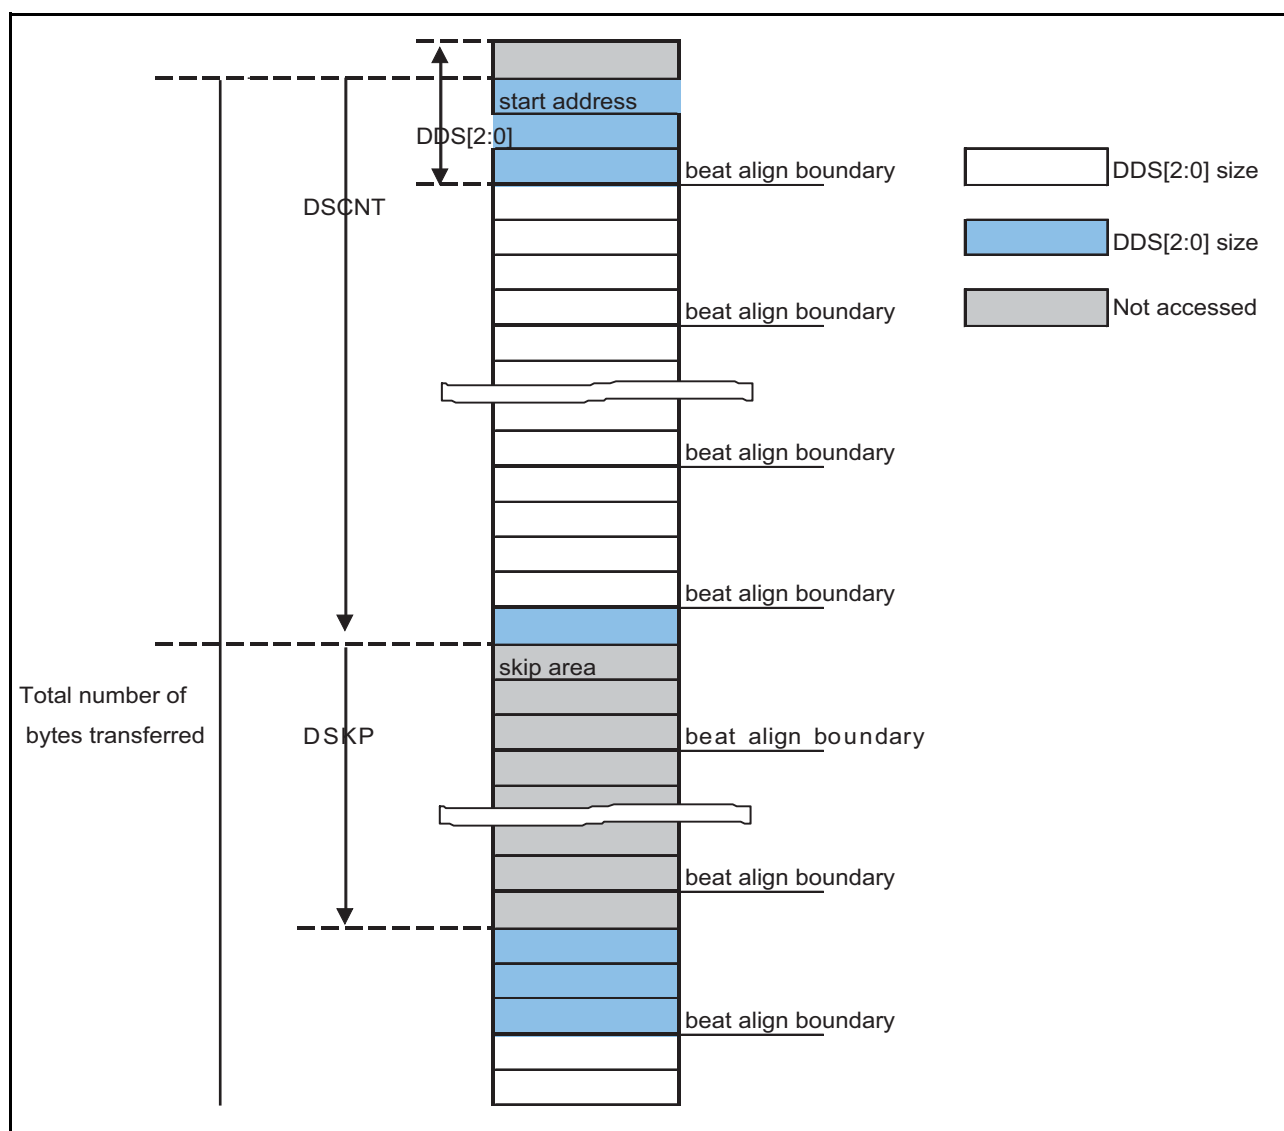 start address
DDS[2:0]
beat align boundary
DDS[2:0] size
DSCNT
DDS[2:0] size
beat align boundary
Not accessed
beat align boundary
beat align boundary
skip area
Total number of
bytes transferred
DSKP
beat align boundary
beat align boundary
beat align boundary